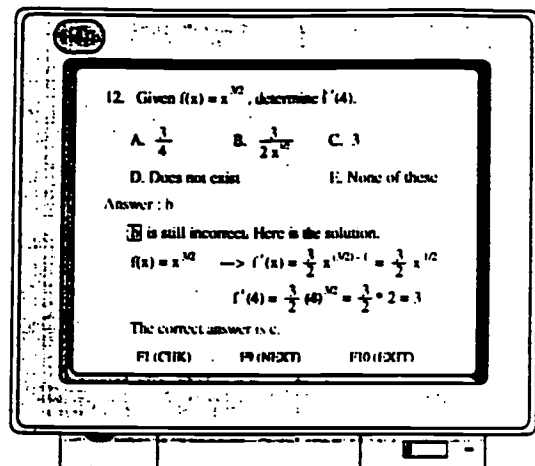 12. Given f(x) = x^3/2, determine f'(4).
A. 3/4 B. 3/2x^1/2 C. 3
D. Does not exist E. None of these
Answer : b
b is still incorrect. Here is the solution.
f(x) = x^3/2 —> f'(x) = 3/2 x^(3/2) - 1 = 3/2 x^1/2
f'(4) = 3/2 (4)^3/2 = 3/2 * 2 = 3
The correct answer is c.
F1 (CHK) F9 (NEXT) F10 (EXIT)